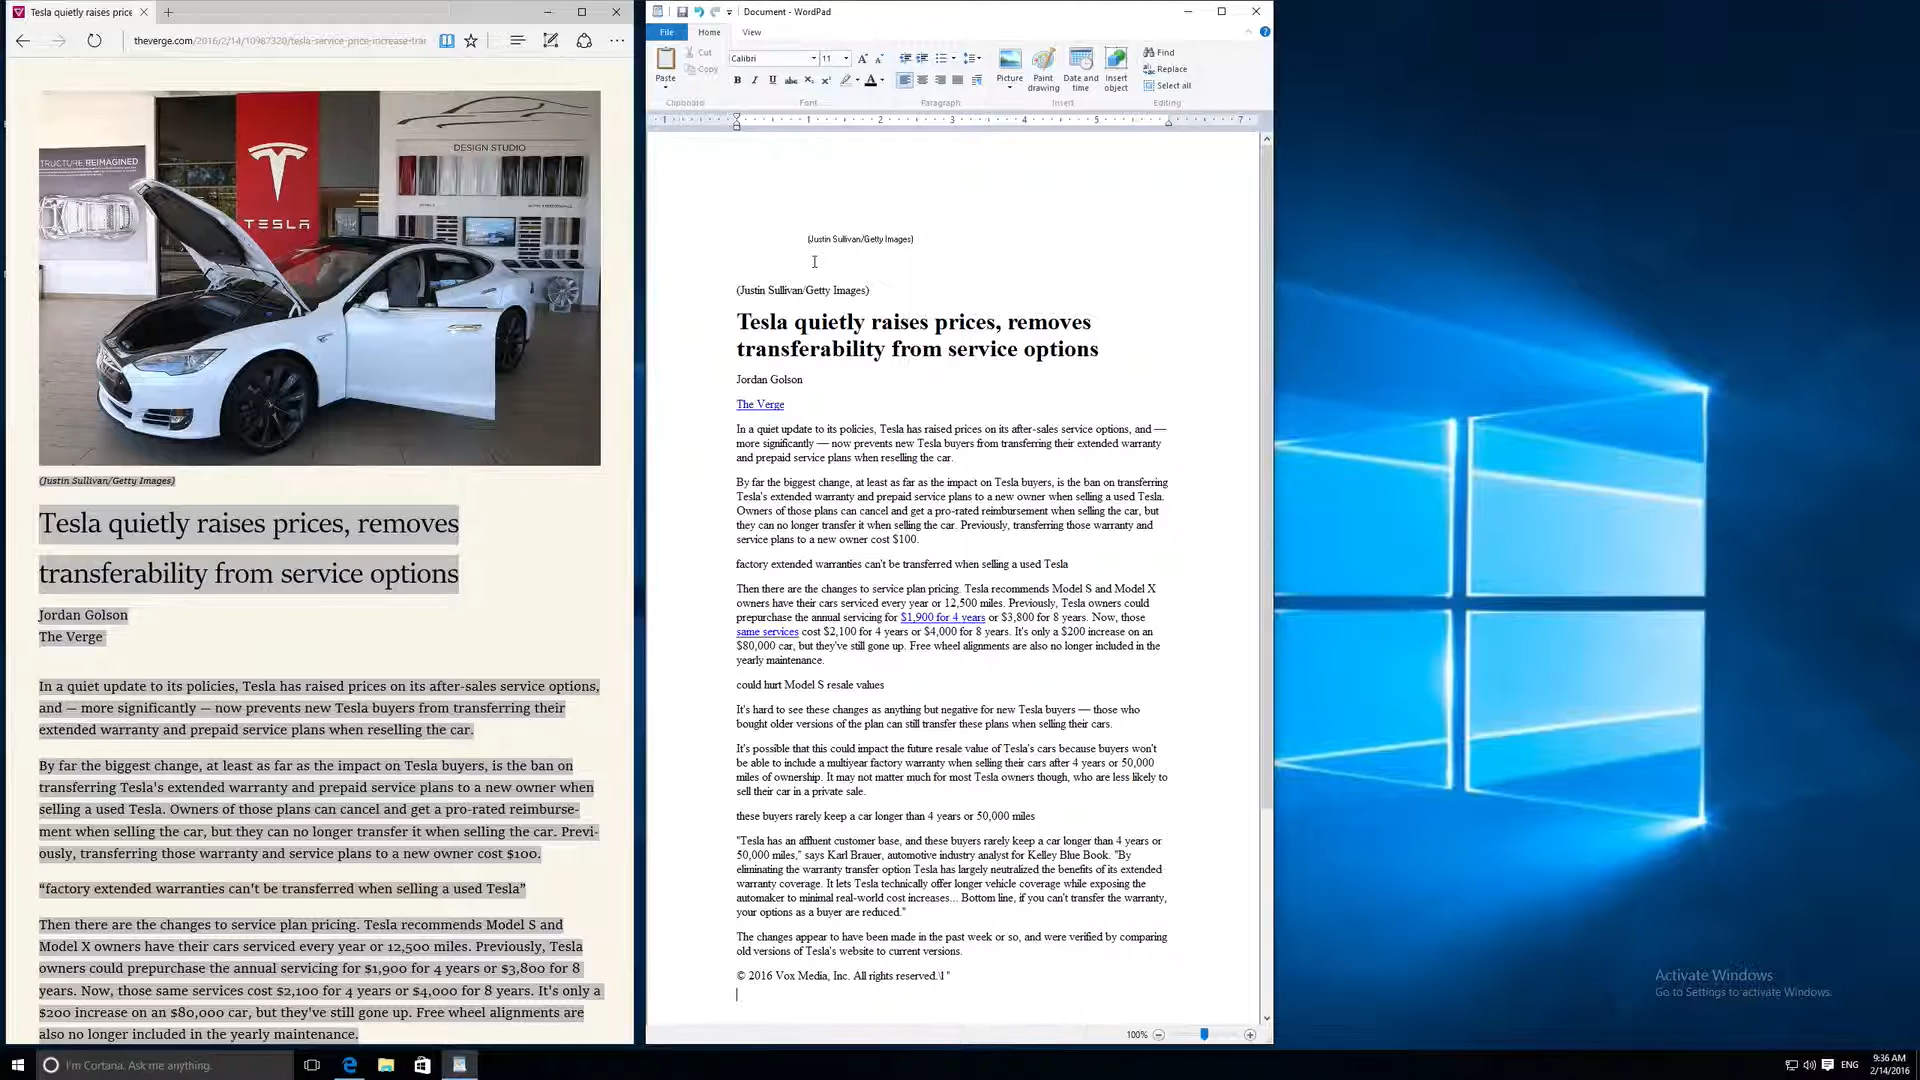 Tesla quietly raises price
theverge.com/2016/2/14/10987320/tesla-service-price-increase-trar
STRUCTURE REIMAGINED
TESLA
DESIGN STUDIO
(Justin Sullivan/Getty Images)
Tesla quietly raises prices, removes
transferability from service options
Jordan Golson
The Verge
In a quiet update to its policies, Tesla has raised prices on its after-sales service options,
and — more significantly — now prevents new Tesla buyers from transferring their
extended warranty and prepaid service plans when reselling the car.
By far the biggest change, at least as far as the impact on Tesla buyers, is the ban on
transferring Tesla's extended warranty and prepaid service plans to a new owner when
selling a used Tesla. Owners of those plans can cancel and get a pro-rated reimburse-
ment when selling the car, but they can no longer transfer it when selling the car. Previ-
ously, transferring those warranty and service plans to a new owner cost $100.
“factory extended warranties can't be transferred when selling a used Tesla”
Then there are the changes to service plan pricing. Tesla recommends Model S and
Model X owners have their cars serviced every year or 12,500 miles. Previously, Tesla
owners could prepurchase the annual servicing for $1,900 for 4 years or $3,800 for 8
years. Now, those same services cost $2,100 for 4 years or $4,000 for 8 years. It's only a
$200 increase on an $80,000 car, but they've still gone up. Free wheel alignments are
also no longer included in the yearly maintenance.
Document - WordPad
File Home View
Paste
Cut
Copy
Clipboard
Calibri 11
Font
Paragraph
Picture
Paint drawing
Date and time
Insert object
Insert
Find
Replace
Select all
Editing
1 1 2 3 4 5 7
(Justin Sullivan/Getty Images)
(Justin Sullivan/Getty Images)
Tesla quietly raises prices, removes
transferability from service options
Jordan Golson
The Verge
In a quiet update to its policies, Tesla has raised prices on its after-sales service options, and —
more significantly — now prevents new Tesla buyers from transferring their extended warranty
and prepaid service plans when reselling the car.
By far the biggest change, at least as far as the impact on Tesla buyers, is the ban on transferring
Tesla's extended warranty and prepaid service plans to a new owner when selling a used Tesla.
Owners of those plans can cancel and get a pro-rated reimbursement when selling the car, but
they can no longer transfer it when selling the car. Previously, transferring those warranty and
service plans to a new owner cost $100.
factory extended warranties can't be transferred when selling a used Tesla
Then there are the changes to service plan pricing. Tesla recommends Model S and Model X
owners have their cars serviced every year or 12,500 miles. Previously, Tesla owners could
prepurchase the annual servicing for $1,900 for 4 years or $3,800 for 8 years. Now, those
same services cost $2,100 for 4 years or $4,000 for 8 years. It's only a $200 increase on an
$80,000 car, but they've still gone up. Free wheel alignments are also no longer included in the
yearly maintenance.
could hurt Model S resale values
It's hard to see these changes as anything but negative for new Tesla buyers — those who
bought older versions of the plan can still transfer these plans when selling their cars.
It's possible that this could impact the future resale value of Tesla's cars because buyers won't
be able to include a multiyear factory warranty when selling their cars after 4 years or 50,000
miles of ownership. It may not matter much for most Tesla owners though, who are less likely to
sell their car in a private sale.
these buyers rarely keep a car longer than 4 years or 50,000 miles
"Tesla has an affluent customer base, and these buyers rarely keep a car longer than 4 years or
50,000 miles," says Karl Brauer, automotive industry analyst for Kelley Blue Book. "By
eliminating the warranty transfer option Tesla has largely neutralized the benefits of its extended
warranty coverage. It lets Tesla technically offer longer vehicle coverage while exposing the
automaker to minimal real-world cost increases... Bottom line, if you can't transfer the warranty,
your options as a buyer are reduced."
The changes appear to have been made in the past week or so, and were verified by comparing
old versions of Tesla's website to current versions.
© 2016 Vox Media, Inc. All rights reserved.\l "
100%
Activate Windows
Go to Settings to activate Windows.
I'm Cortana. Ask me anything.
ENG
9:36 AM
2/14/2016